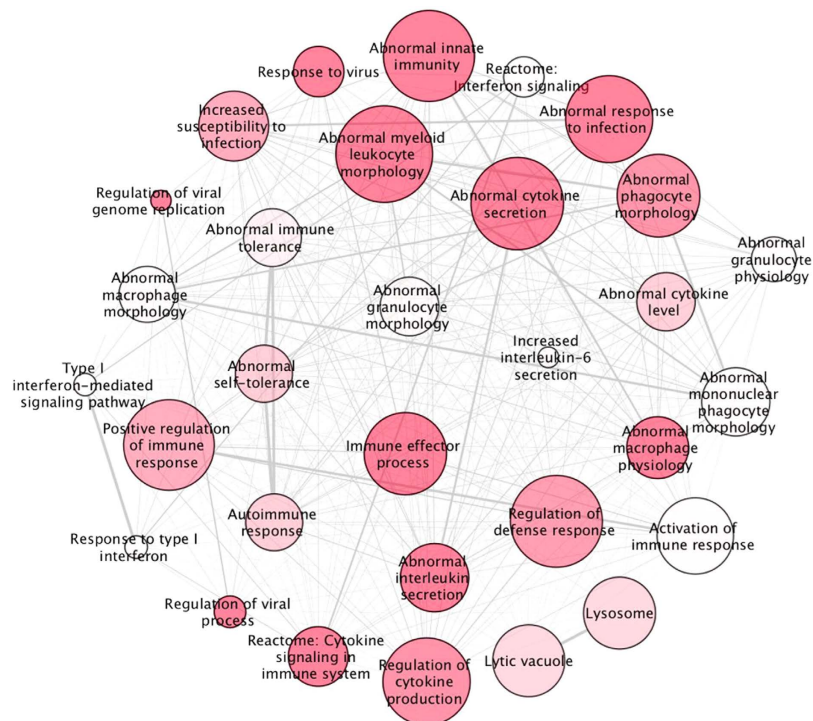 Abnormal innate
immunity
Response to virus
Reactome:
Interferon signaling
Increased
susceptibility to
infection
Abnormal response
to infection
Abnormal myeloid
leukocyte
morphology
Abnormal cytokine
secretion
Abnormal
phagocyte
morphology
Regulation of viral
genome replication
Abnormal immune
tolerance
Abnormal
granulocyte
physiology
Abnormal
macrophage
morphology
Abnormal
granulocyte
morphology
Abnormal cytokine
level
Increased
interleukin-6
secretion
Type I
interferon-mediated
signaling pathway
Abnormal
self-tolerance
Abnormal
mononuclear
phagocyte
morphology
Positive regulation
of immune
response
Immune effector
process
Abnormal
macrophage
physiology
Autoimmune
response
Regulation of
defense response
Activation of
immune response
Response to type I
interferon
Abnormal
interleukin
secretion
Regulation of viral
process
Lysosome
Reactome: Cytokine
signaling in
immune system
Regulation of
cytokine
production
Lytic vacuole